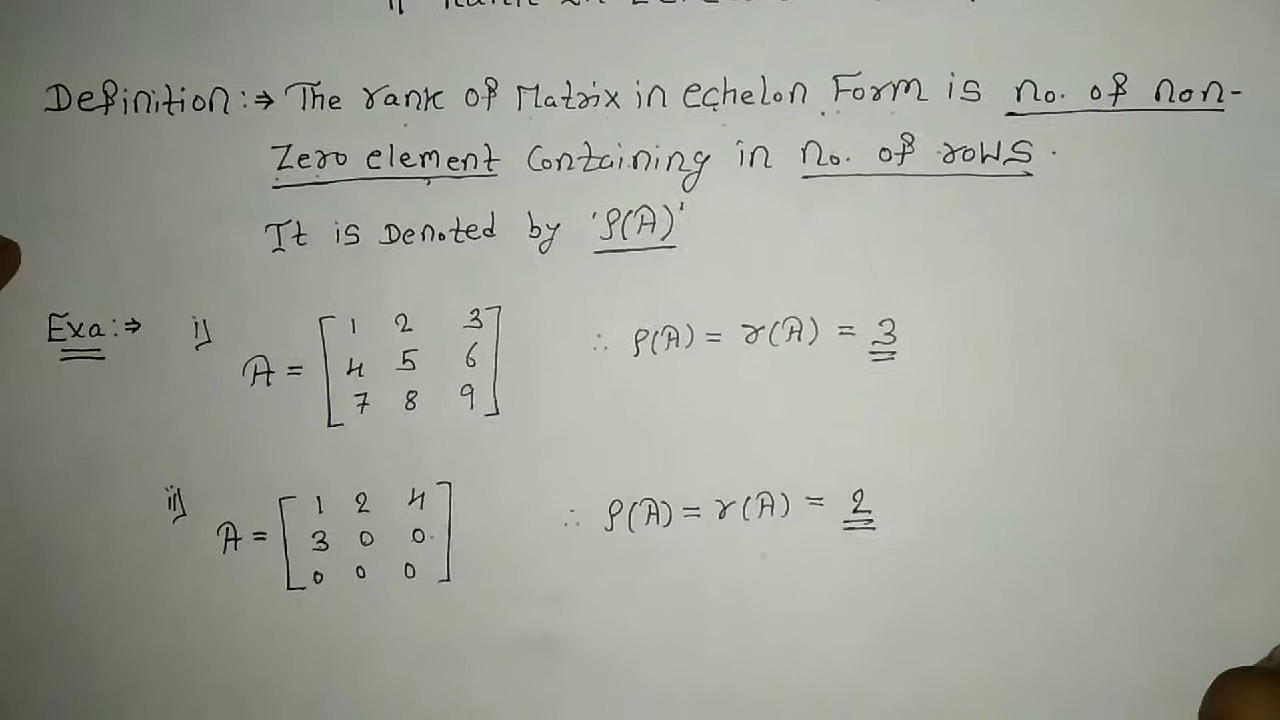 Definition:⇒ The rank of Matrix in echelon Form is no. of non-
Zero element Containing in no. of rows.
It is Denoted by 'ρ(A)'
Exa:⇒ i) A = [1 2 3
4 5 6
7 8 9] ∴ ρ(A) = r(A) = 3
ii) A = [1 2 4
3 0 0
0 0 0] ∴ ρ(A) = r(A) = 2